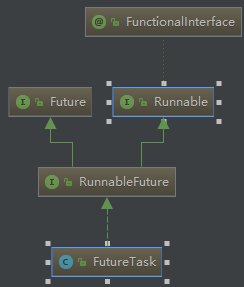 @ FunctionalInterface
I Future
I Runnable
I RunnableFuture
C FutureTask